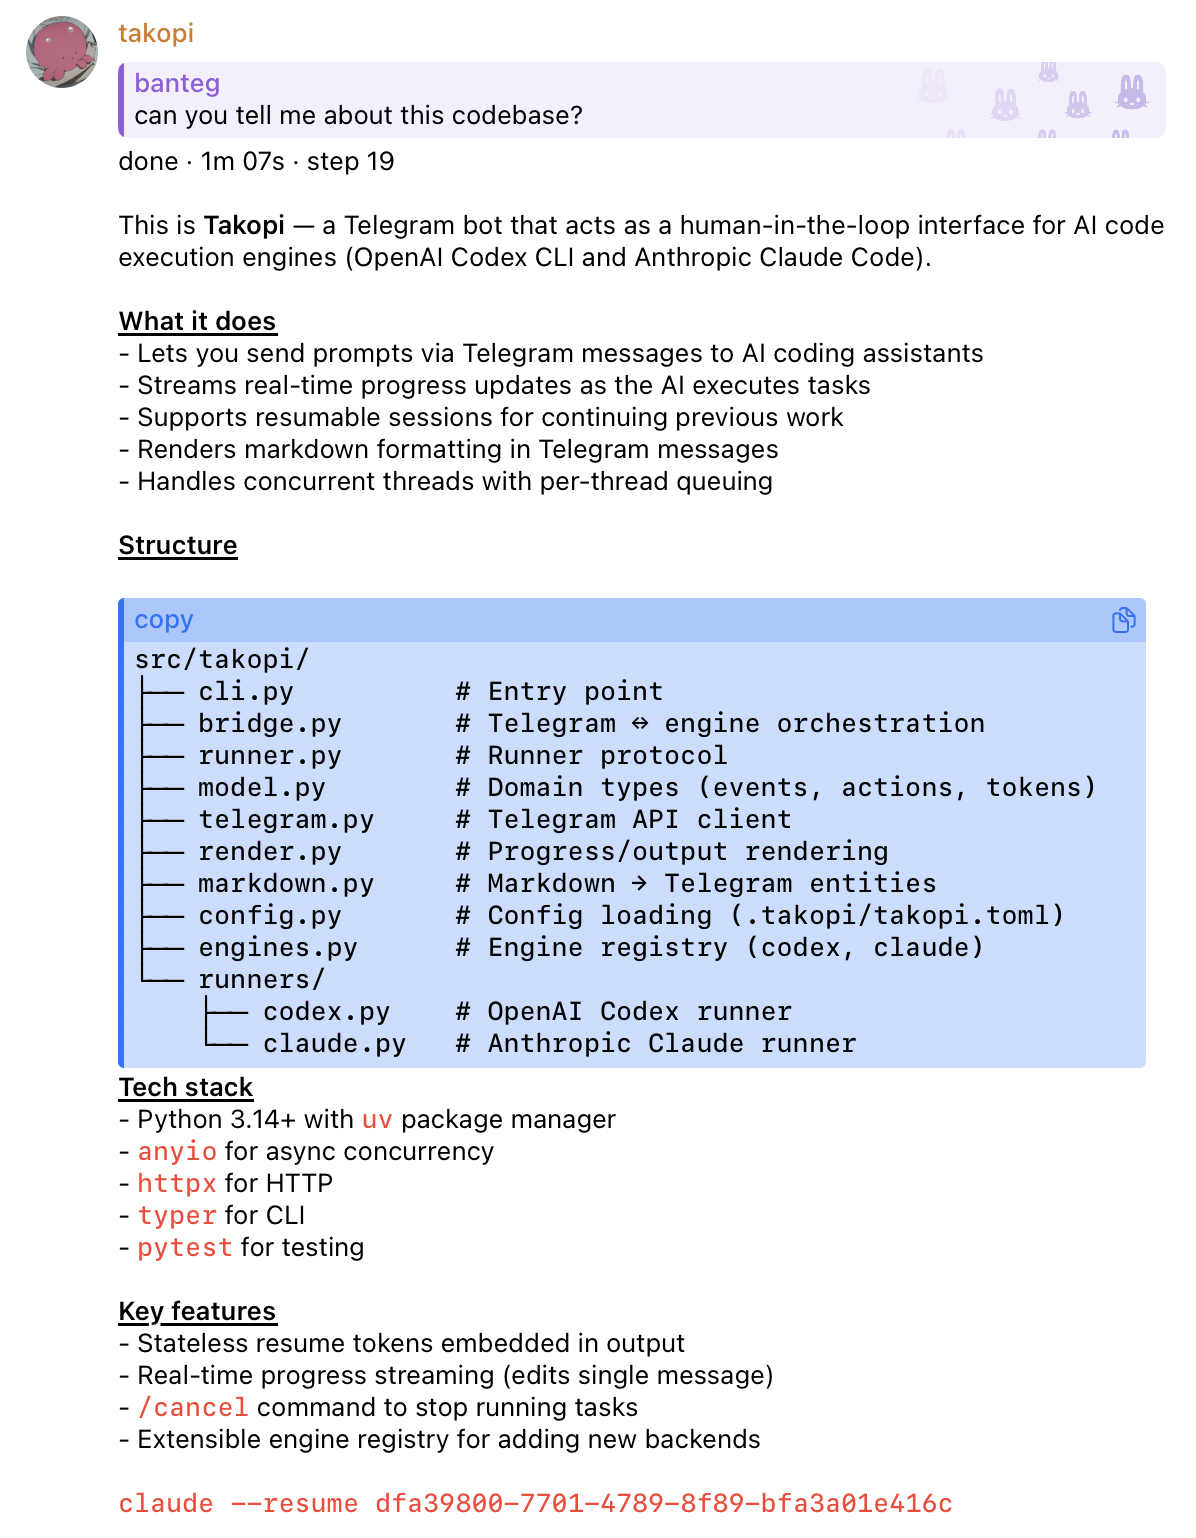 takopi
banteg
can you tell me about this codebase?
done · 1m 07s · step 19
This is Takopi — a Telegram bot that acts as a human-in-the-loop interface for AI code
execution engines (OpenAI Codex CLI and Anthropic Claude Code).
What it does
- Lets you send prompts via Telegram messages to AI coding assistants
- Streams real-time progress updates as the AI executes tasks
- Supports resumable sessions for continuing previous work
- Renders markdown formatting in Telegram messages
- Handles concurrent threads with per-thread queuing
Structure
copy
src/takopi/
├── cli.py          # Entry point
├── bridge.py       # Telegram ↔ engine orchestration
├── runner.py       # Runner protocol
├── model.py        # Domain types (events, actions, tokens)
├── telegram.py     # Telegram API client
├── render.py       # Progress/output rendering
├── markdown.py     # Markdown → Telegram entities
├── config.py       # Config loading (.takopi/takopi.toml)
├── engines.py      # Engine registry (codex, claude)
└── runners/
    ├── codex.py    # OpenAI Codex runner
    └── claude.py   # Anthropic Claude runner
Tech stack
- Python 3.14+ with uv package manager
- anyio for async concurrency
- httpx for HTTP
- typer for CLI
- pytest for testing
Key features
- Stateless resume tokens embedded in output
- Real-time progress streaming (edits single message)
- /cancel command to stop running tasks
- Extensible engine registry for adding new backends
claude --resume dfa39800-7701-4789-8f89-bfa3a01e416c